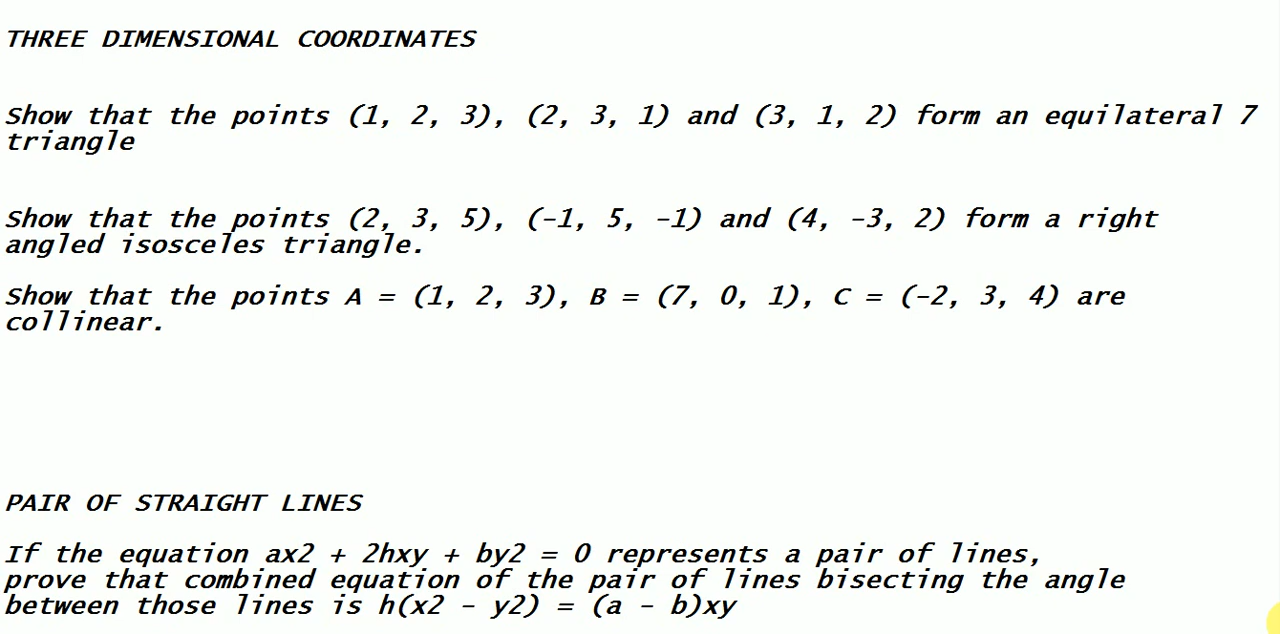 THREE DIMENSIONAL COORDINATES
Show that the points (1, 2, 3), (2, 3, 1) and (3, 1, 2) form an equilateral 7
triangle
Show that the points (2, 3, 5), (-1, 5, -1) and (4, -3, 2) form a right
angled isosceles triangle.
Show that the points A = (1, 2, 3), B = (7, 0, 1), C = (-2, 3, 4) are
collinear.
PAIR OF STRAIGHT LINES
If the equation ax2 + 2hxy + by2 = 0 represents a pair of lines,
prove that combined equation of the pair of lines bisecting the angle
between those lines is h(x2 - y2) = (a - b)xy